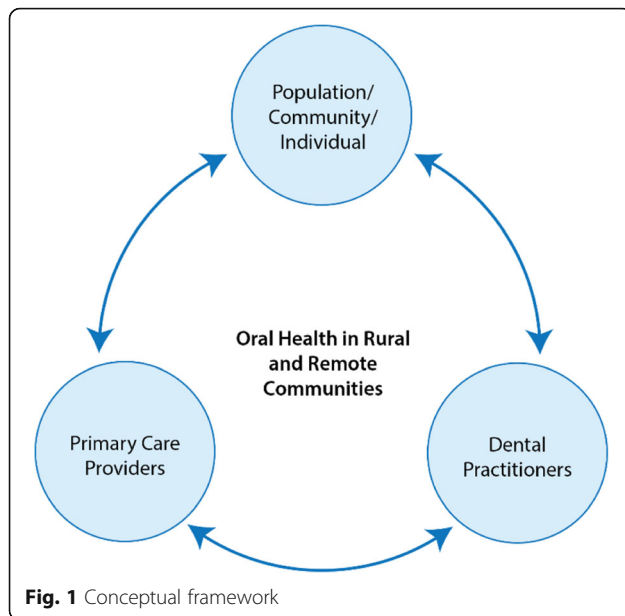 Population/
Community/
Individual
Oral Health in Rural
and Remote
Communities
Primary Care
Providers
Dental
Practitioners
Fig. 1 Conceptual framework